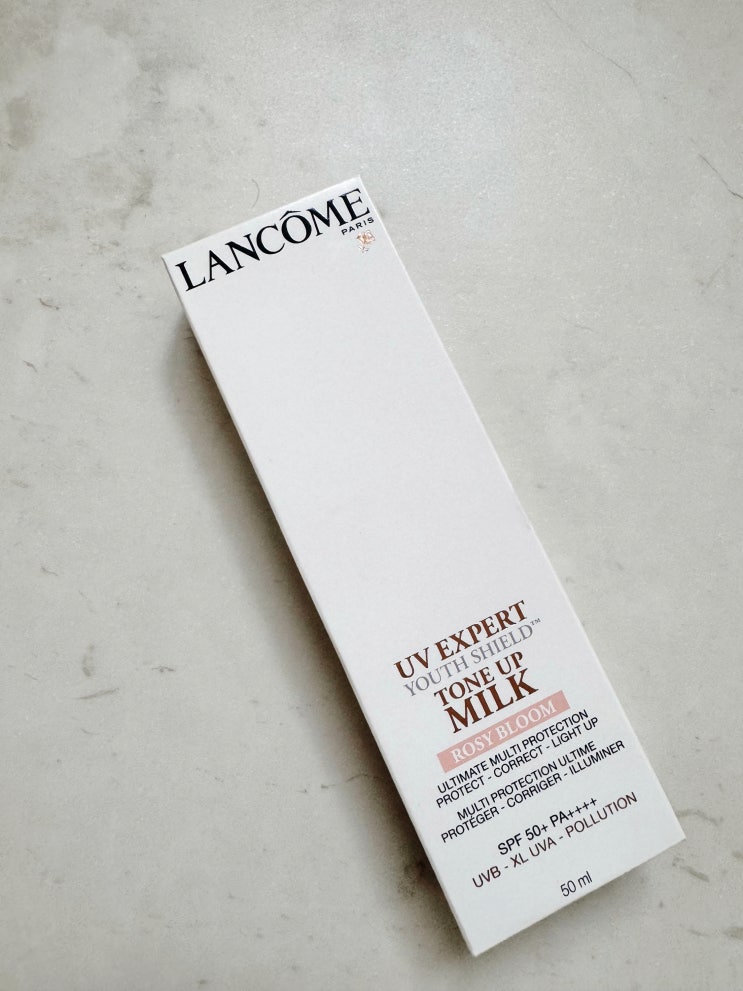 LANCÔME
PARIS
UV EXPERT
YOUTH SHIELD™
TONE UP
MILK
ROSY BLOOM
ULTIMATE MULTI PROTECTION
PROTECT - CORRECT - LIGHT UP
MULTI PROTECTION ULTIME
PROTÉGER - CORRIGER - ILLUMINER
SPF 50+ PA++++
UVB - XL UVA - POLLUTION
50 ml